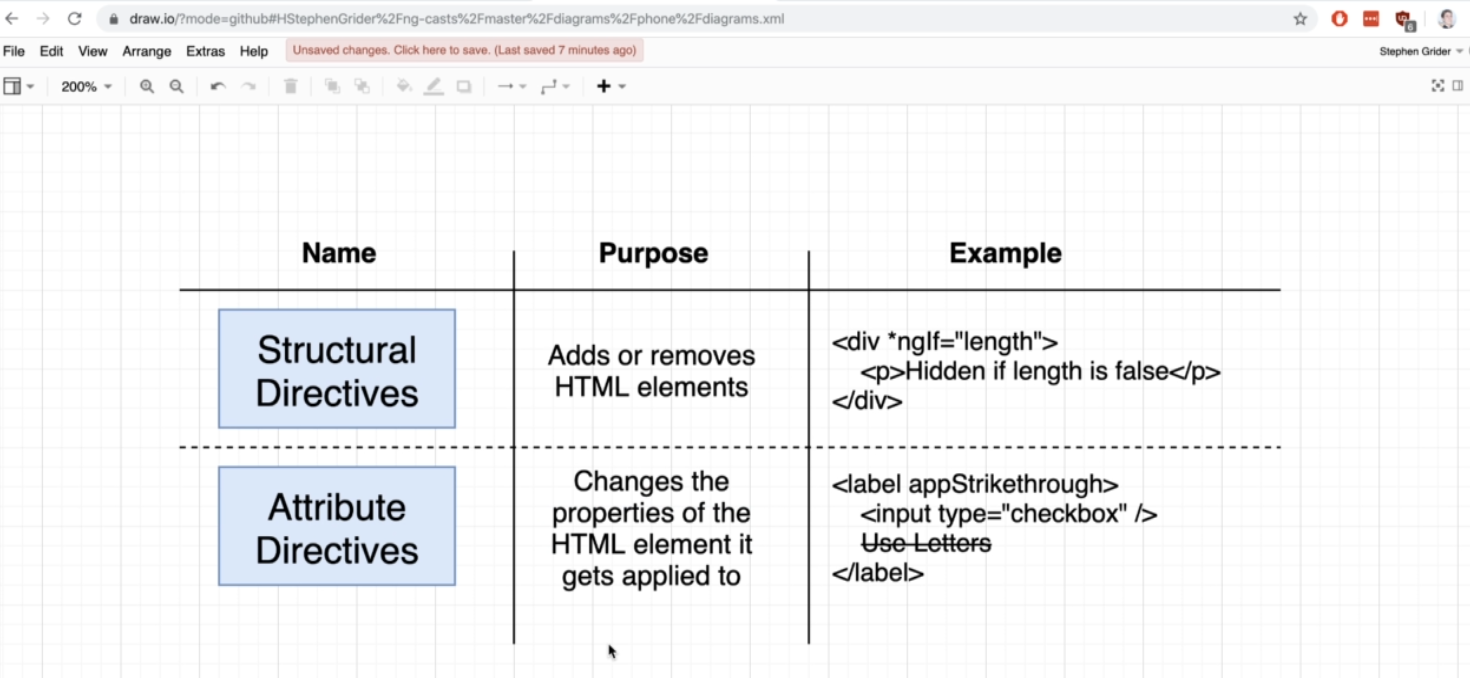 draw.io/?mode=github#HStephenGrider%2Fng-casts%2Fmaster%2Fdiagrams%2Fphone%2Fdiagrams.xml
6
File Edit View Arrange Extras Help Unsaved changes. Click here to save. (Last saved 7 minutes ago) Stephen Grider
200%
Name Purpose Example
Structural
Directives
Adds or removes
HTML elements
<div *ngIf="length">
<p>Hidden if length is false</p>
</div>
Attribute
Directives
Changes the
properties of the
HTML element it
gets applied to
<label appStrikethrough>
<input type="checkbox" />
Use Letters
</label>